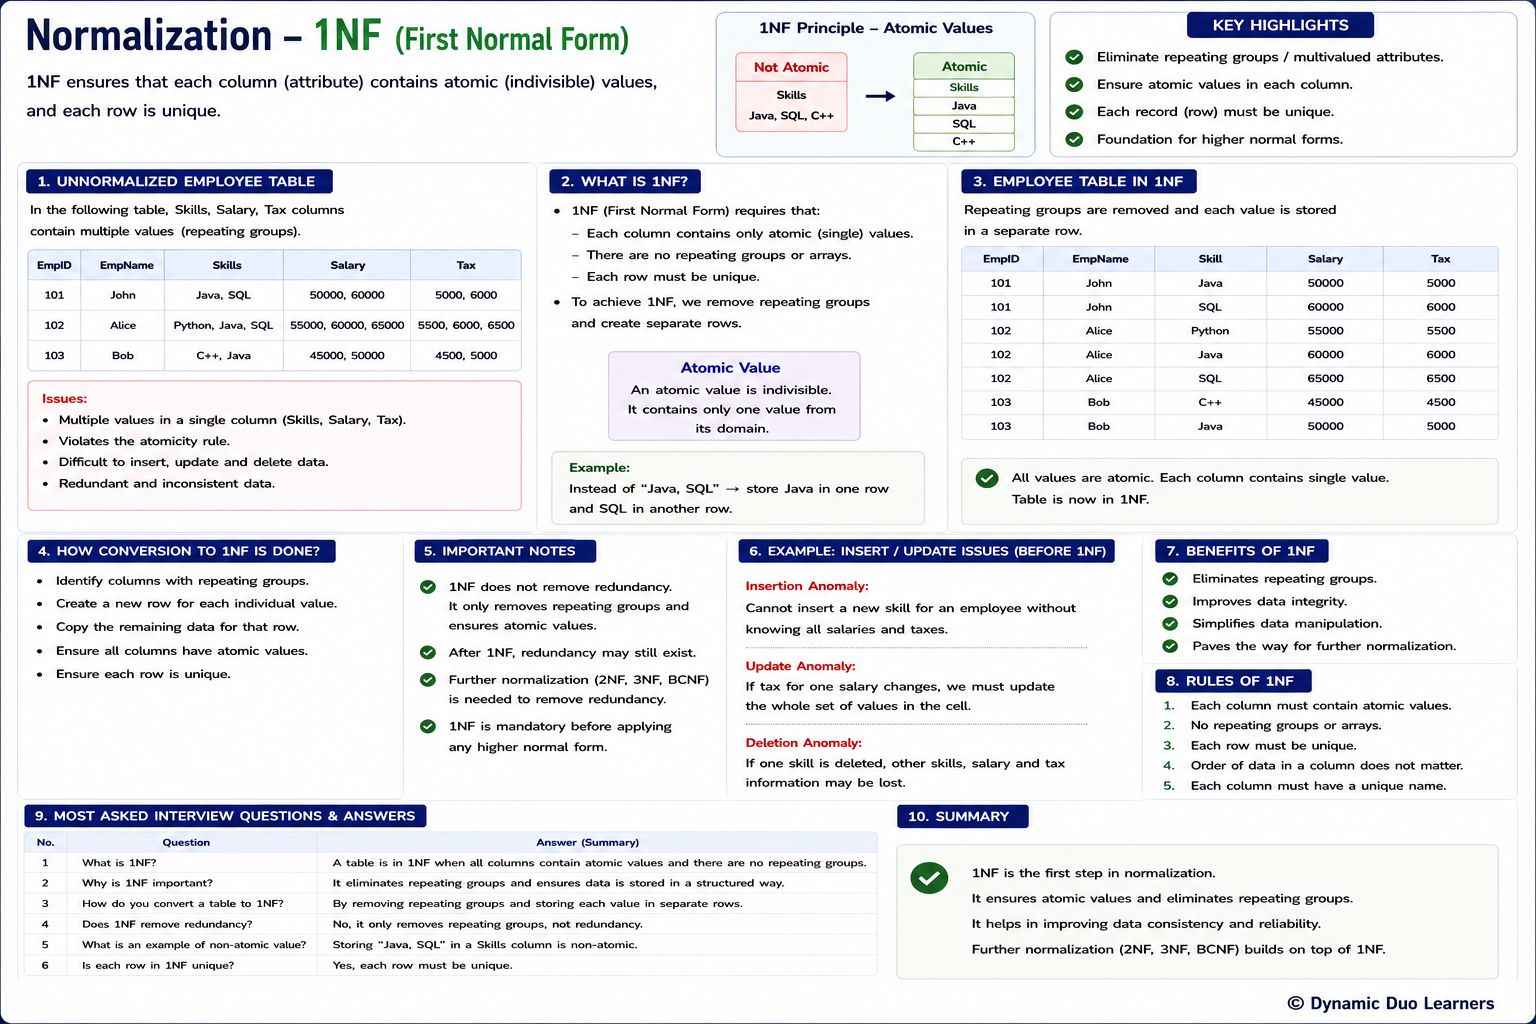 Normalization – 1NF (First Normal Form)
1NF ensures that each column (attribute) contains atomic (indivisible) values,
and each row is unique.
1NF Principle – Atomic Values
Not Atomic
Skills
Java, SQL, C++
Atomic
Skills
Java
SQL
C++
KEY HIGHLIGHTS
Eliminate repeating groups / multivalued attributes.
Ensure atomic values in each column.
Each record (row) must be unique.
Foundation for higher normal forms.
1. UNNORMALIZED EMPLOYEE TABLE
In the following table, Skills, Salary, Tax columns
contain multiple values (repeating groups).
EmpID EmpName Skills Salary Tax
101 John Java, SQL 50000, 60000 5000, 6000
102 Alice Python, Java, SQL 55000, 60000, 65000 5500, 6000, 6500
103 Bob C++, Java 45000, 50000 4500, 5000
Issues:
• Multiple values in a single column (Skills, Salary, Tax).
• Violates the atomicity rule.
• Difficult to insert, update and delete data.
• Redundant and inconsistent data.
2. WHAT IS 1NF?
• 1NF (First Normal Form) requires that:
– Each column contains only atomic (single) values.
– There are no repeating groups or arrays.
– Each row must be unique.
• To achieve 1NF, we remove repeating groups
and create separate rows.
Atomic Value
An atomic value is indivisible.
It contains only one value from
its domain.
Example:
Instead of “Java, SQL” → store Java in one row
and SQL in another row.
3. EMPLOYEE TABLE IN 1NF
Repeating groups are removed and each value is stored
in a separate row.
EmpID EmpName Skill Salary Tax
101 John Java 50000 5000
101 John SQL 60000 6000
102 Alice Python 55000 5500
102 Alice Java 60000 6000
102 Alice SQL 65000 6500
103 Bob C++ 45000 4500
103 Bob Java 50000 5000
All values are atomic. Each column contains single value.
Table is now in 1NF.
4. HOW CONVERSION TO 1NF IS DONE?
• Identify columns with repeating groups.
• Create a new row for each individual value.
• Copy the remaining data for that row.
• Ensure all columns have atomic values.
• Ensure each row is unique.
5. IMPORTANT NOTES
1NF does not remove redundancy.
It only removes repeating groups and
ensures atomic values.
After 1NF, redundancy may still exist.
Further normalization (2NF, 3NF, BCNF)
is needed to remove redundancy.
1NF is mandatory before applying
any higher normal form.
6. EXAMPLE: INSERT / UPDATE ISSUES (BEFORE 1NF)
Insertion Anomaly:
Cannot insert a new skill for an employee without
knowing all salaries and taxes.
Update Anomaly:
If tax for one salary changes, we must update
the whole set of values in the cell.
Deletion Anomaly:
If one skill is deleted, other skills, salary and tax
information may be lost.
7. BENEFITS OF 1NF
Eliminates repeating groups.
Improves data integrity.
Simplifies data manipulation.
Paves the way for further normalization.
8. RULES OF 1NF
1. Each column must contain atomic values.
2. No repeating groups or arrays.
3. Each row must be unique.
4. Order of data in a column does not matter.
5. Each column must have a unique name.
9. MOST ASKED INTERVIEW QUESTIONS & ANSWERS
No. Question Answer (Summary)
1 What is 1NF? A table is in 1NF when all columns contain atomic values and there are no repeating groups.
2 Why is 1NF important? It eliminates repeating groups and ensures data is stored in a structured way.
3 How do you convert a table to 1NF? By removing repeating groups and storing each value in separate rows.
4 Does 1NF remove redundancy? No, it only removes repeating groups, not redundancy.
5 What is an example of non-atomic value? Storing “Java, SQL” in a Skills column is non-atomic.
6 Is each row in 1NF unique? Yes, each row must be unique.
10. SUMMARY
1NF is the first step in normalization.
It ensures atomic values and eliminates repeating groups.
It helps in improving data consistency and reliability.
Further normalization (2NF, 3NF, BCNF) builds on top of 1NF.
© Dynamic Duo Learners